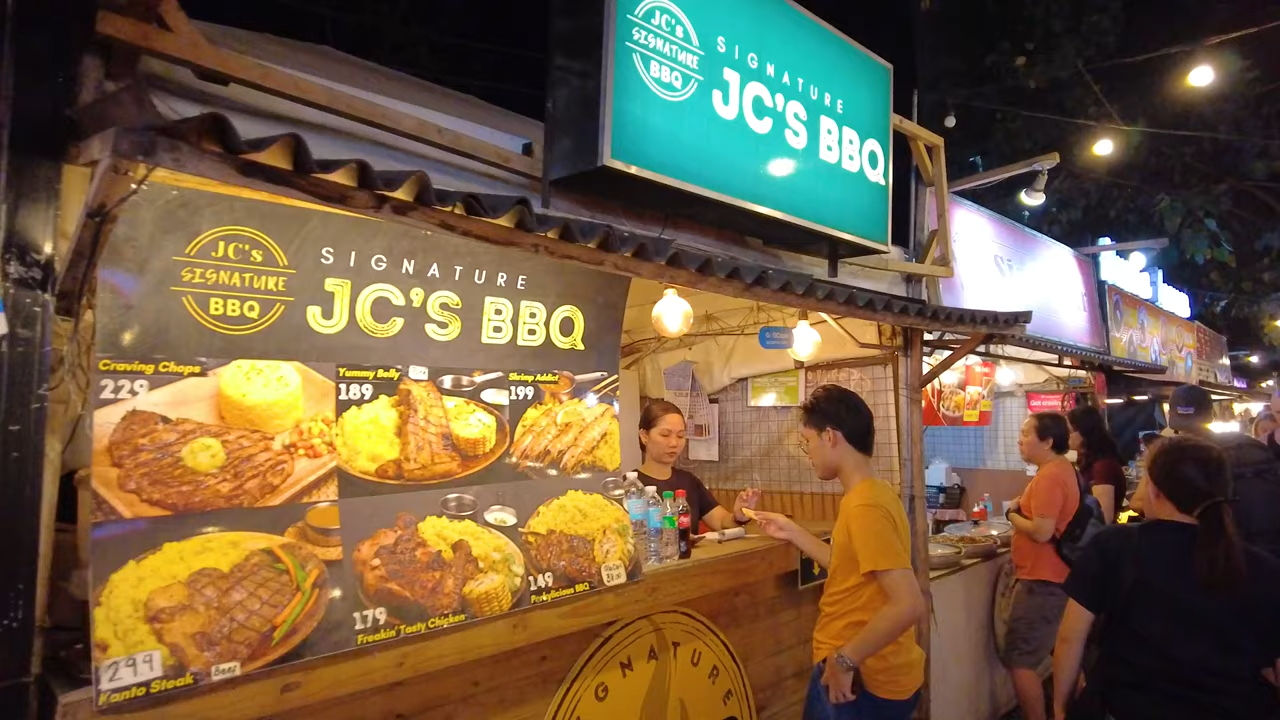 JC's
SIGNATURE
BBQ
SIGNATURE
JC'S BBQ
JC's
SIGNATURE
BBQ
SIGNATURE
JC'S BBQ
Craving Chops
229
Yummy Belly
189
Shrimp Addict
199
299
Kanto Steak
Beef
179
Freakin' Tasty Chicken
149
Porkylicious BBQ
SIGNATURE